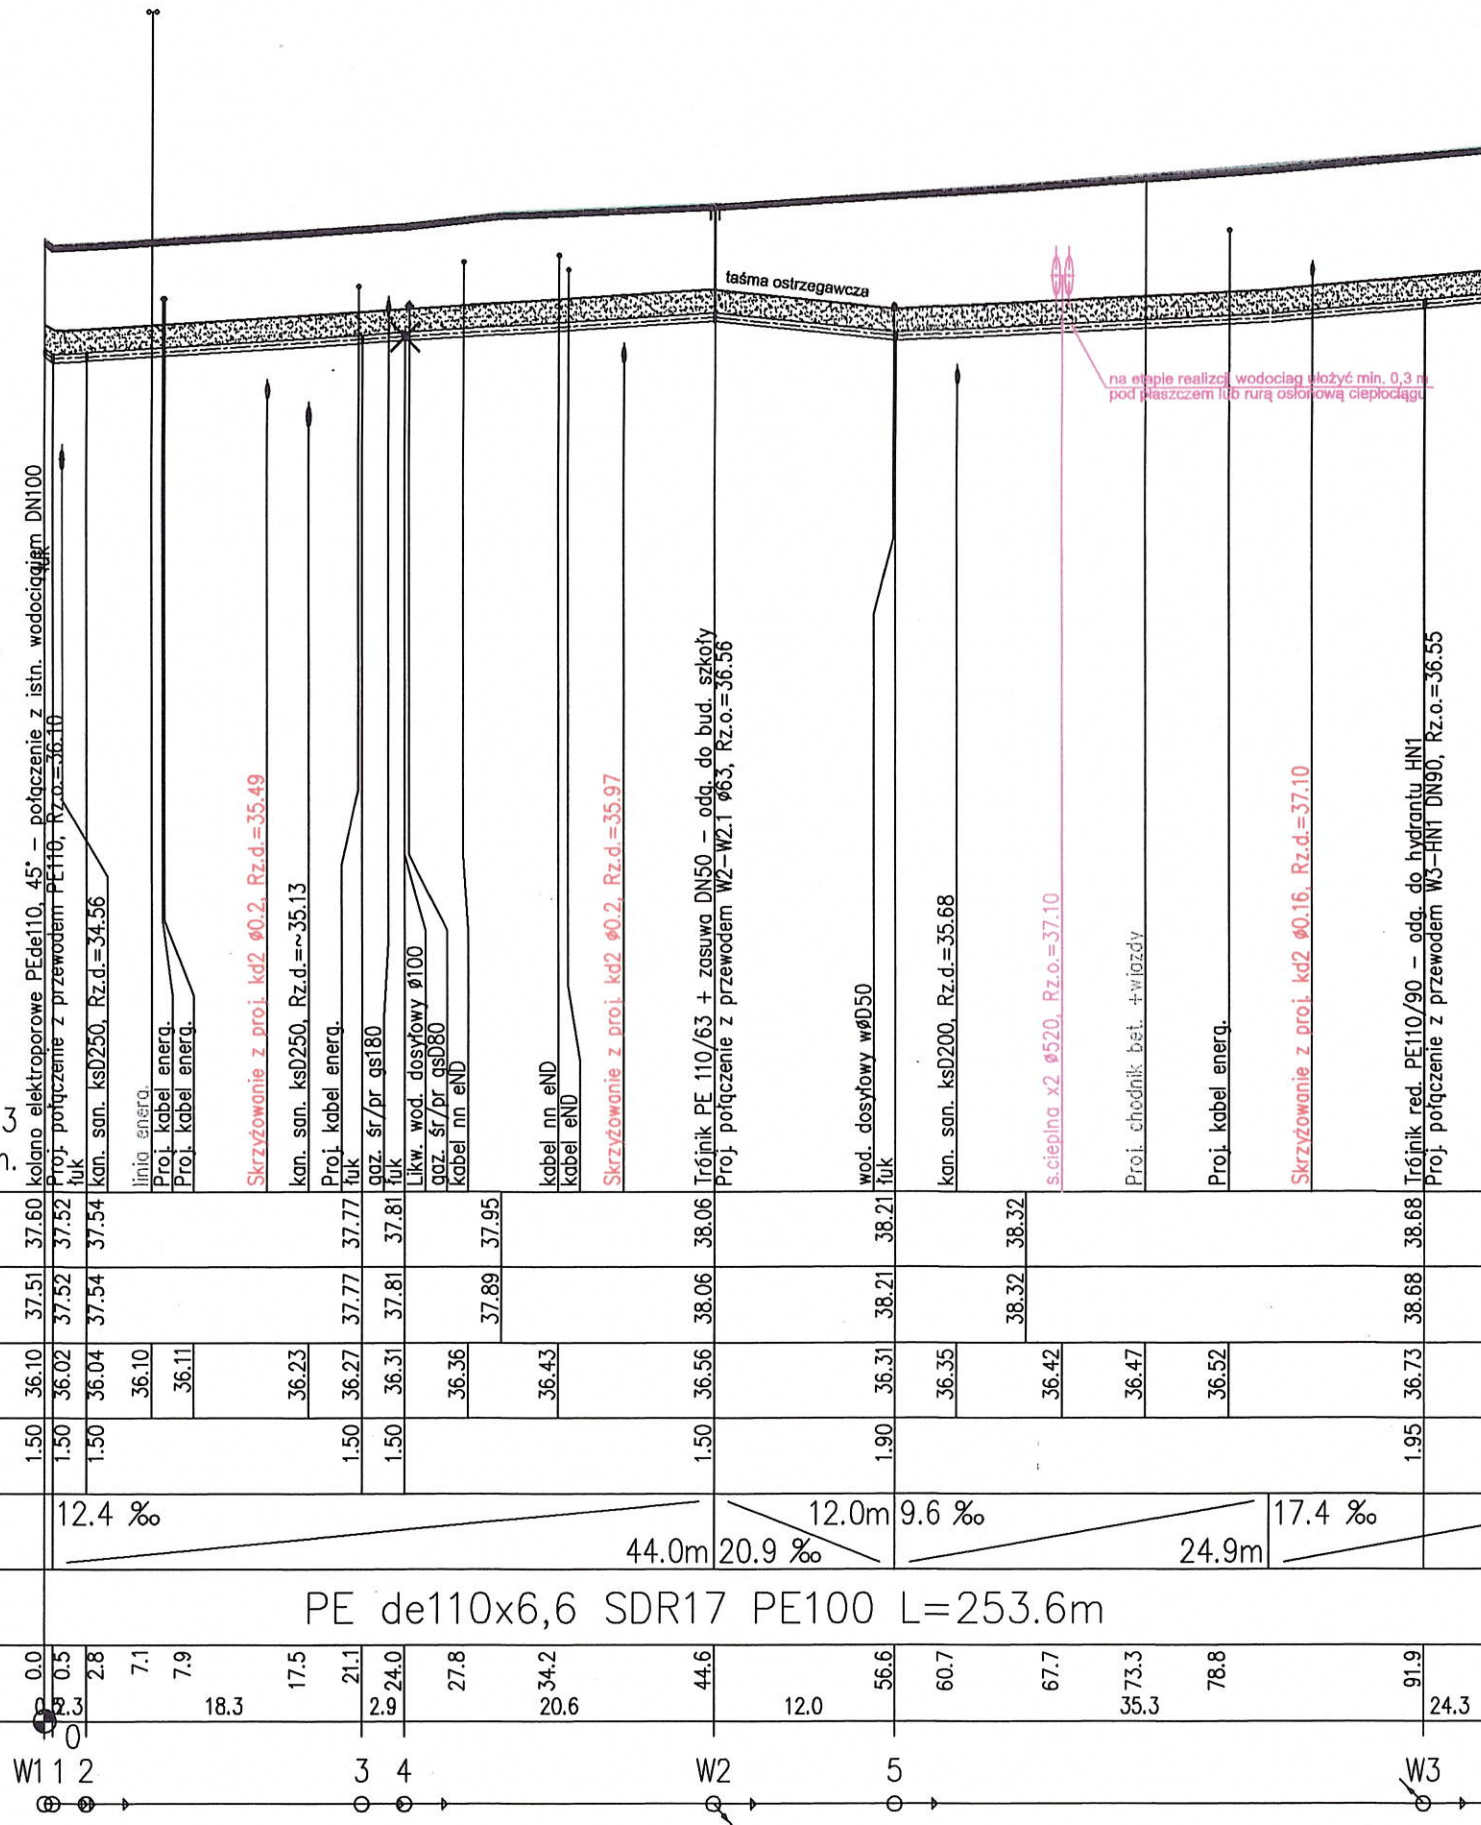 taśma ostrzegawcza
na etapie realizcji wodociąg ułożyć min. 0,3 m
pod płaszczem lub rurą osłonową ciepłociągu
kolano elektroporowe PEde110, 45° – połączenie z istn. wodociągiem DN100
łuk
Proj. połączenie z przewodem PE110, Rz.o.=36.10
łuk
kan. san. ksD250, Rz.d.=34.56
linia energ.
Proj. kabel energ.
Proj. kabel energ.
Skrzyżowanie z proj. kd2 ø0.2, Rz.d.=35.49
kan. san. ksD250, Rz.d.=~35.13
Proj. kabel energ.
łuk
gaz. śr/pr gs180
łuk
Likw. wod. dosyłowy ø100
gaz. śr/pr gsD80
kabel nn eND
kabel nn eND
kabel eND
Skrzyżowanie z proj. kd2 ø0.2, Rz.d.=35.97
Trójnik PE 110/63 + zasuwa DN50 – odg. do bud. szkoły
Proj. połączenie z przewodem W2–W2.1 ø63, Rz.o.=36.56
wod. dosyłowy wøD50
łuk
kan. san. ksD200, Rz.d.=35.68
s.cieplna x2 ø520, Rz.o.=37.10
Proj. chodnik bet. +wjazdy
Proj. kabel energ.
Skrzyżowanie z proj. kd2 ø0.16, Rz.d.=37.10
Trójnik red. PE110/90 – odg. do hydrantu HN1
Proj. połączenie z przewodem W3–HN1 DN90, Rz.o.=36.55
3
37.60 37.52 37.54 37.77 37.81 37.95 38.06 38.21 38.32 38.68
37.51 37.52 37.54 37.77 37.81 37.89 38.06 38.21 38.32 38.68
36.10 36.02 36.04 36.10 36.11 36.23 36.27 36.31 36.36 36.43 36.56 36.31 36.35 36.42 36.47 36.52 36.73
1.50 1.50 1.50 1.50 1.50 1.50 1.90 1.95
12.4 ‰ 12.0m 9.6 ‰ 17.4 ‰
44.0m 20.9 ‰ 24.9m
PE de110x6,6 SDR17 PE100 L=253.6m
0.0 0.5 2.8 7.1 7.9 17.5 21.1 24.0 27.8 34.2 44.6 56.6 60.7 67.7 73.3 78.8 91.9
2.3 18.3 2.9 20.6 12.0 35.3 24.3
0
W1 1 2 3 4 W2 5 W3